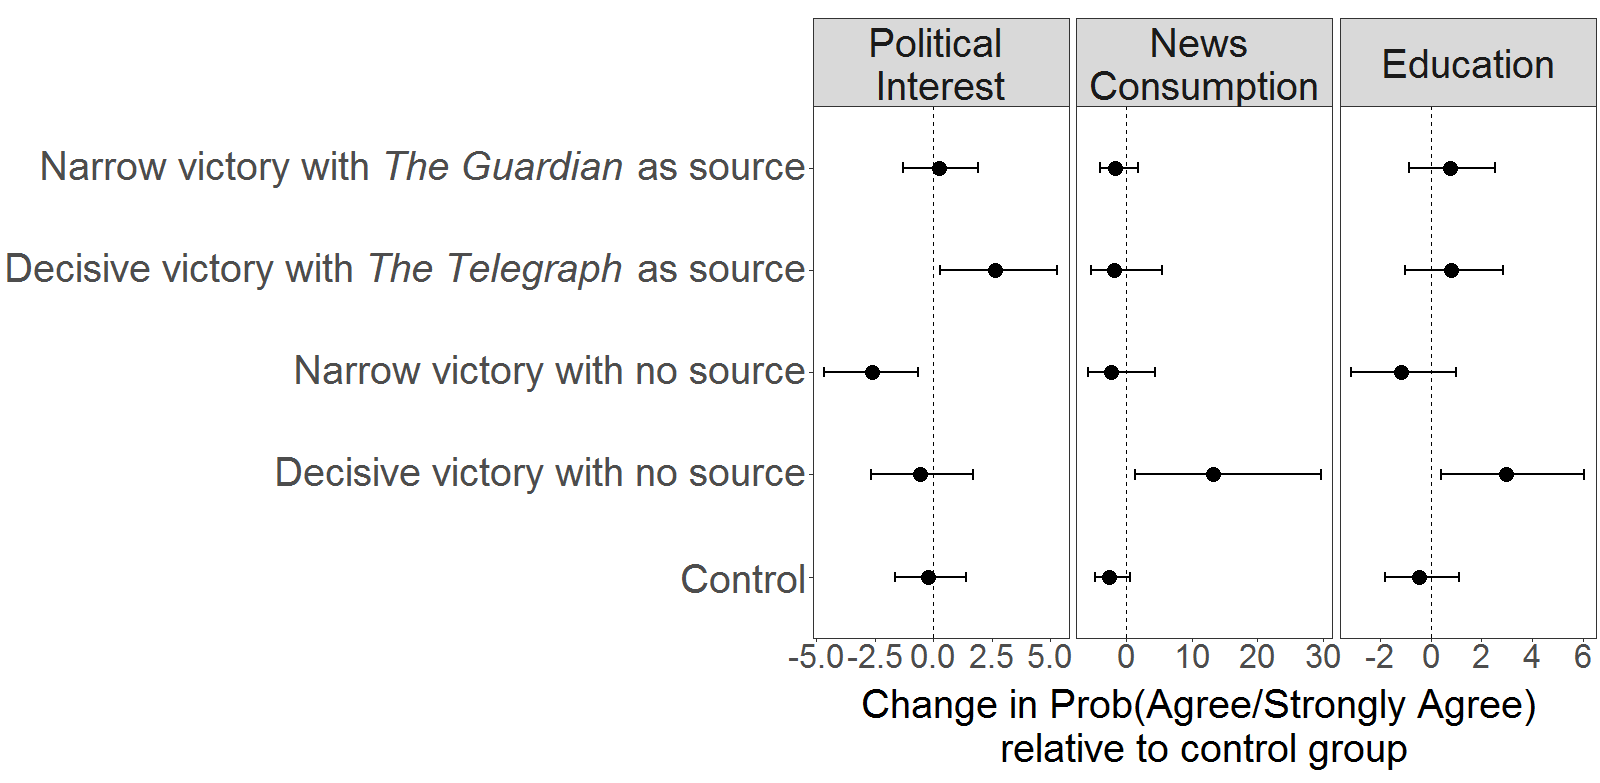 Political
Interest
News
Consumption
Education
Narrow victory with The Guardian as source
Decisive victory with The Telegraph as source
Narrow victory with no source
Decisive victory with no source
Control
-5.0 -2.5 0.0 2.5 5.0
0 10 20 30
-2 0 2 4 6
Change in Prob(Agree/Strongly Agree)
relative to control group